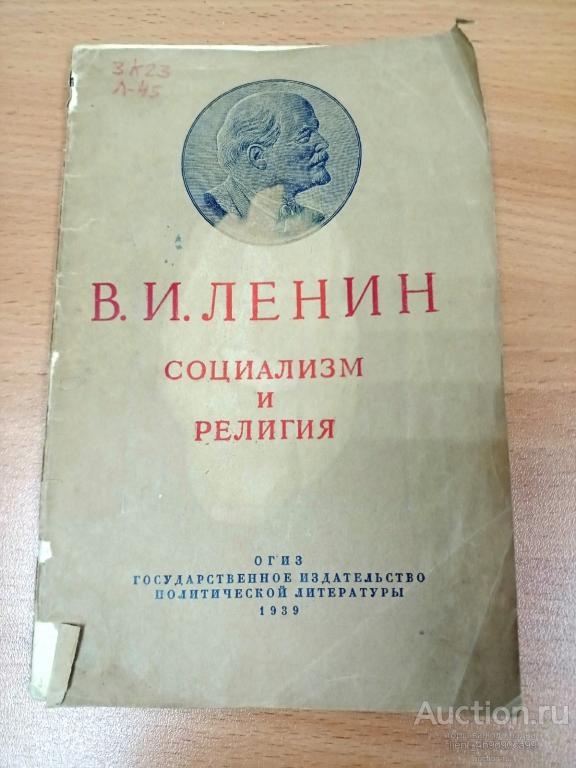 3К23
Л-45
В. И. ЛЕНИН
СОЦИАЛИЗМ
И
РЕЛИГИЯ
ОГИЗ
ГОСУДАРСТВЕННОЕ ИЗДАТЕЛЬСТВО
ПОЛИТИЧЕСКОЙ ЛИТЕРАТУРЫ
1939
Auction.ru